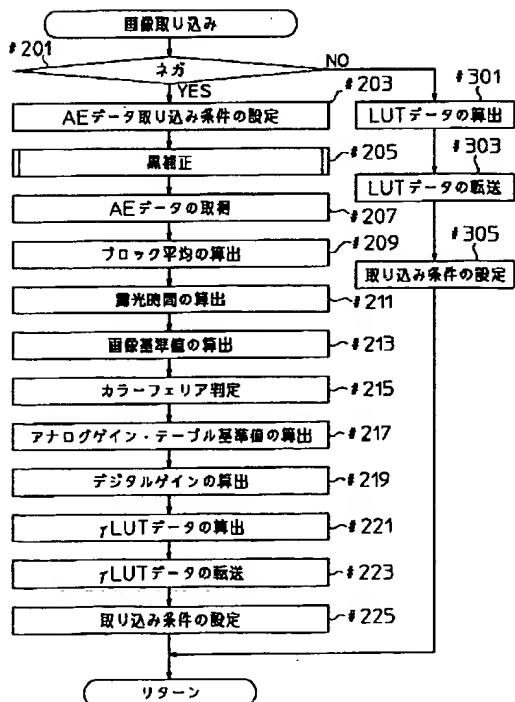 画像取り込み
#201
ネガ
NO
YES
#203
AEデータ取り込み条件の設定
#301
LUTデータの算出
黒補正
#205
#303
LUTデータの転送
AEデータの取得
#207
ブロック平均の算出
#209
#305
取り込み条件の設定
露光時間の算出
#211
画像基準値の算出
#213
カラーフェリア判定
#215
アナログゲイン・テーブル基準値の算出
#217
デジタルゲインの算出
#219
γLUTデータの算出
#221
γLUTデータの転送
#223
取り込み条件の設定
#225
リターン